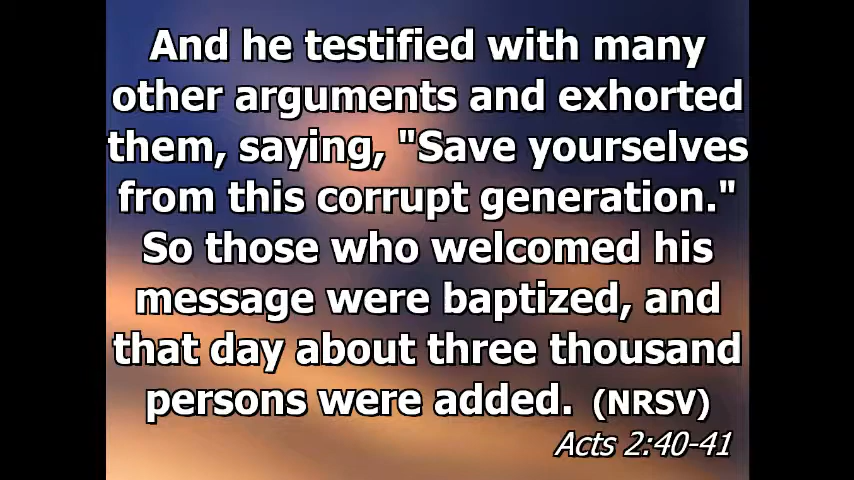 And he testified with many
other arguments and exhorted
them, saying, "Save yourselves
from this corrupt generation."
So those who welcomed his
message were baptized, and
that day about three thousand
persons were added. (NRSV)
Acts 2:40-41